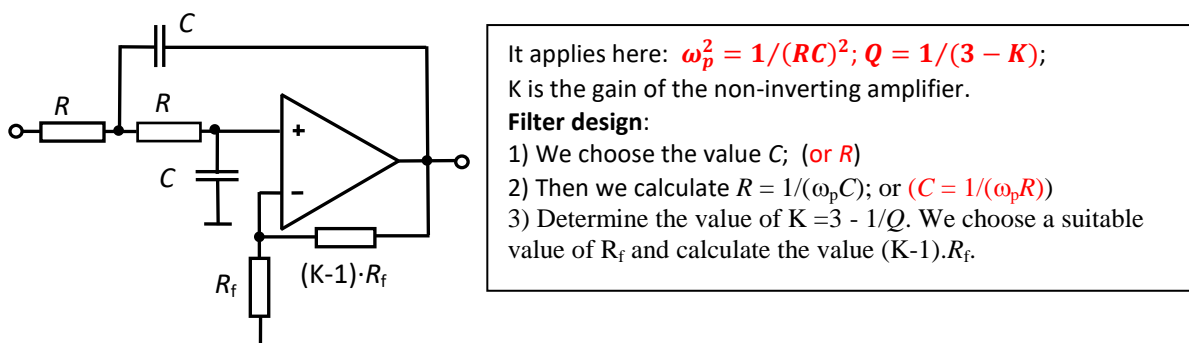 C
R
R
C
+
−
R_f
(K-1)·R_f
It applies here: ω_p^2 = 1/(RC)^2; Q = 1/(3 − K);
K is the gain of the non-inverting amplifier.
Filter design:
1) We choose the value C; (or R)
2) Then we calculate R = 1/(ω_pC); or (C = 1/(ω_pR))
3) Determine the value of K =3 - 1/Q. We choose a suitable
value of R_f and calculate the value (K-1).R_f.